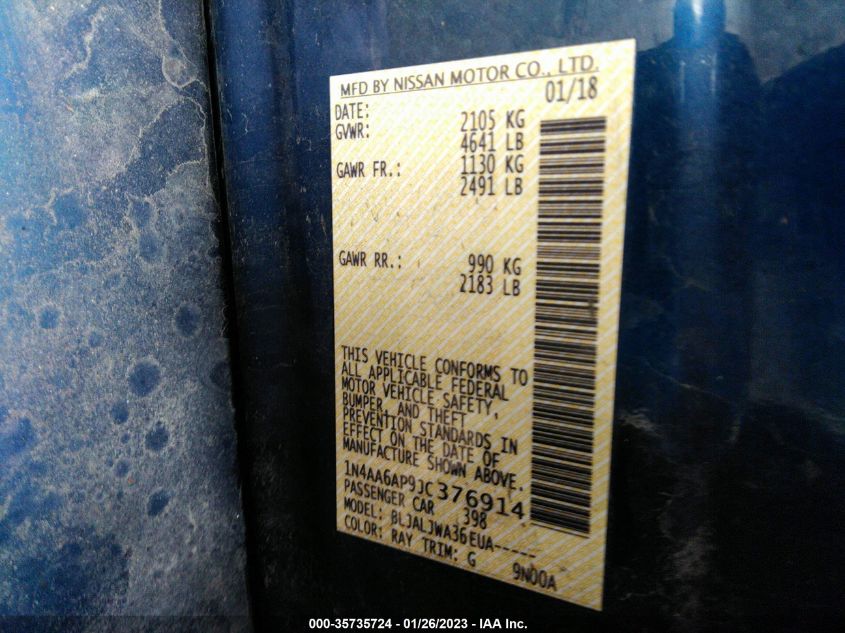 MFD BY NISSAN MOTOR CO., LTD.
DATE: 01/18
GVWR: 2105 KG
4641 LB
GAWR FR.: 1130 KG
2491 LB
GAWR RR.: 990 KG
2183 LB
THIS VEHICLE CONFORMS TO
ALL APPLICABLE FEDERAL
MOTOR VEHICLE SAFETY,
BUMPER, AND THEFT
PREVENTION STANDARDS IN
EFFECT ON THE DATE OF
MANUFACTURE SHOWN ABOVE.
1N4AA6AP9JC376914
PASSENGER CAR 398
MODEL: BLJALJWA36EUA-----
COLOR: RAY TRIM: G 9N00A
000-35735724 - 01/26/2023 - IAA Inc.